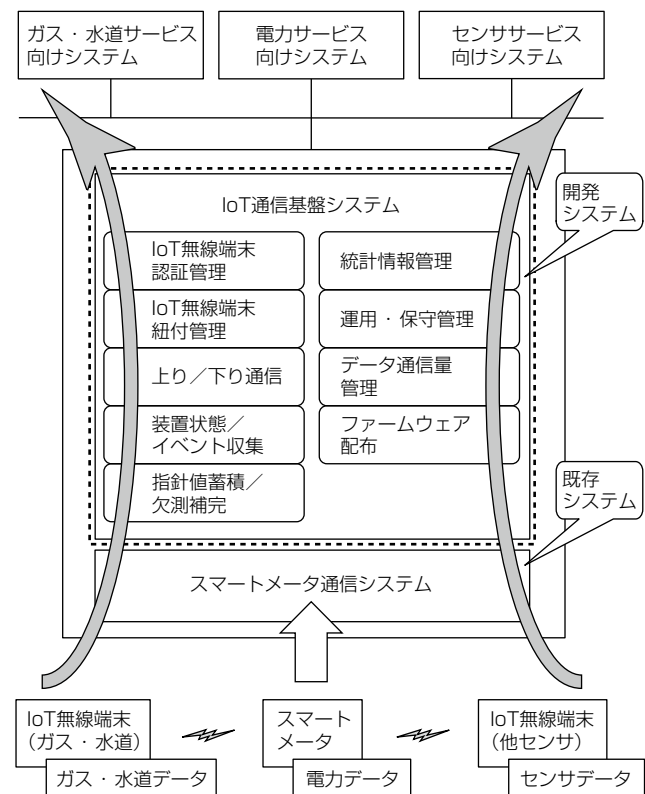 ガス・水道サービス
向けシステム
電力サービス
向けシステム
センササービス
向けシステム
開発
システム
IoT通信基盤システム
IoT無線端末
認証管理
統計情報管理
IoT無線端末
紐付管理
運用・保守管理
上り／下り通信
データ通信量
管理
装置状態／
イベント収集
ファームウェア
配布
指針値蓄積／
欠測補完
既存
システム
スマートメータ通信システム
IoT無線端末
（ガス・水道）
ガス・水道データ
スマート
メータ
電力データ
IoT無線端末
（他センサ）
センサデータ